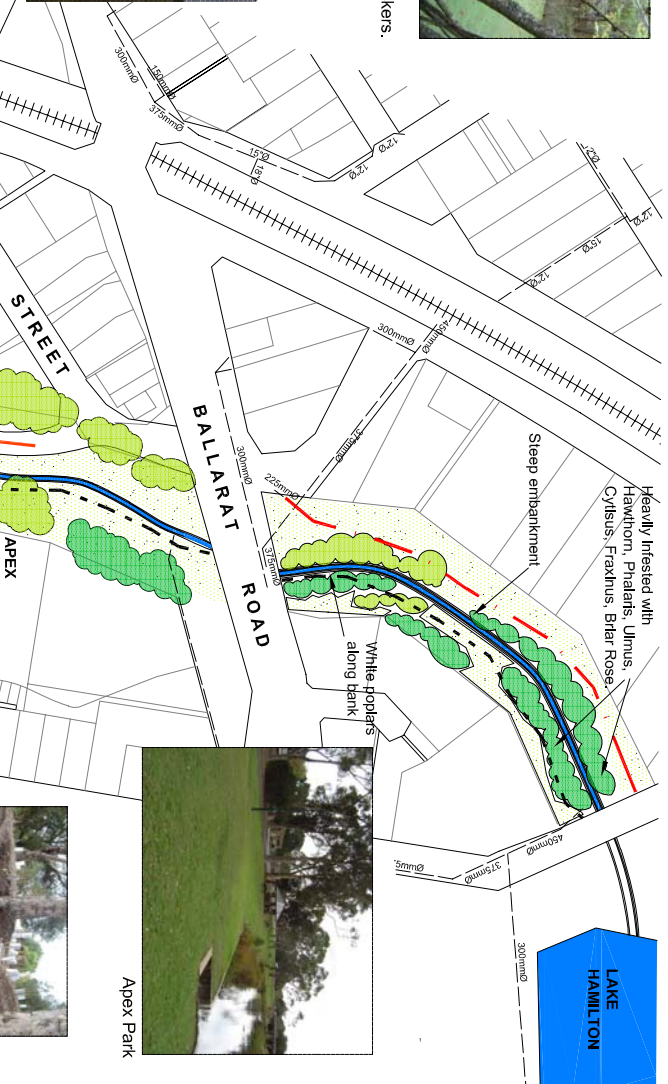 kers.
300mmØ
150mmØ
375mmØ
15"Ø
18"Ø
12"Ø
12"Ø
12"Ø
15"Ø
12"Ø
300mmØ
450mmØ
375mmØ
STREET
BALLARAT
ROAD
300mmØ
225mmØ
375mmØ
Steep embankment
Heavily infested with
Hawthorn, Phalaris, Ulmus,
Cytisus, Fraxinus, Briar Rose.
White poplars
along bank
APEX
450mmØ
375mmØ
5mmØ
300mmØ
LAKE
HAMILTON
Apex Park